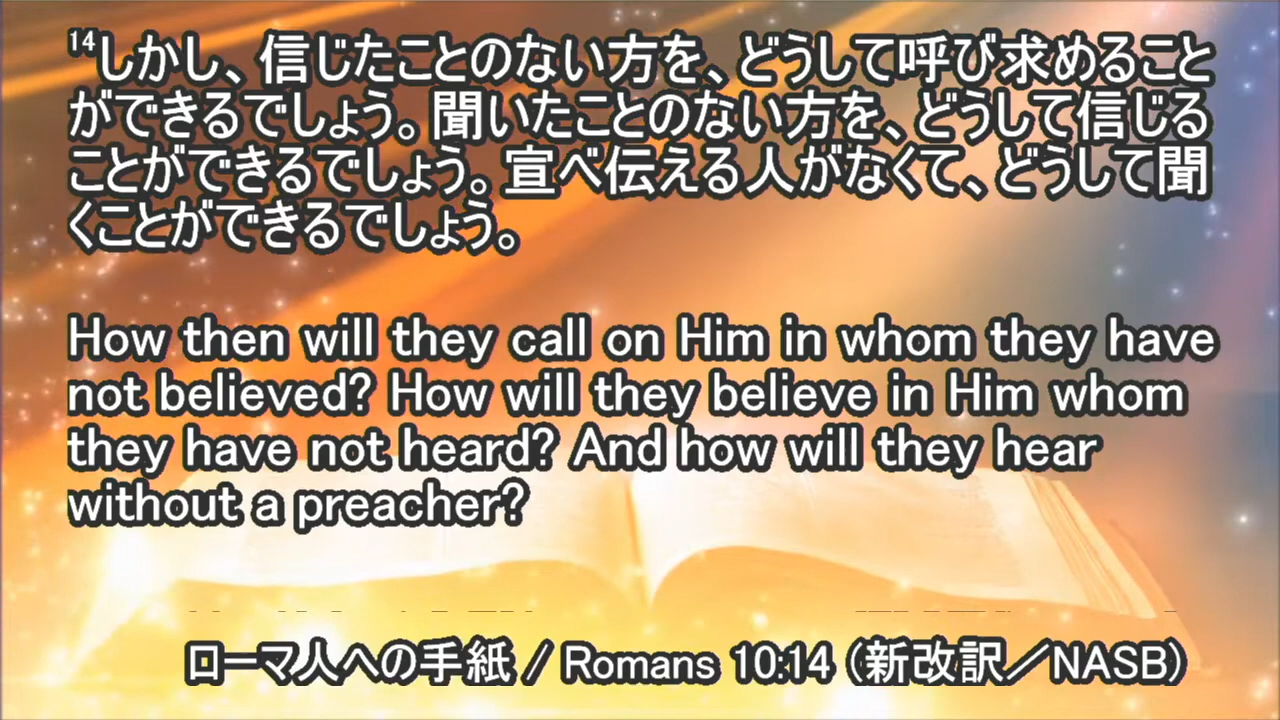 14しかし、信じたことのない方を、どうして呼び求めること
ができるでしょう。聞いたことのない方を、どうして信じる
ことができるでしょう。宣べ伝える人がなくて、どうして聞
くことができるでしょう。
How then will they call on Him in whom they have
not believed? How will they believe in Him whom
they have not heard? And how will they hear
without a preacher?
ローマ人への手紙 / Romans 10:14 (新改訳／NASB)